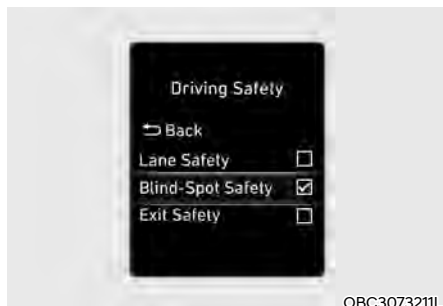 Driving Safety
Back
Lane Safety
Blind-Spot Safety
Exit Safety
OBC3073211L